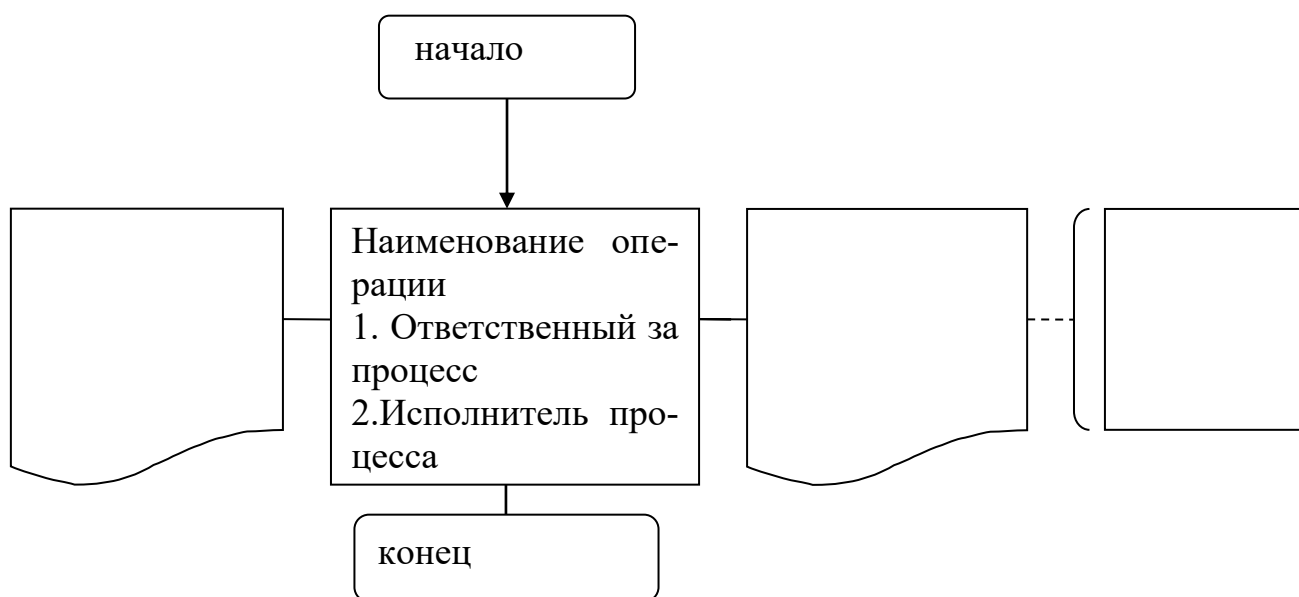 начало
Наименование опе-
рации
1. Ответственный за
процесс
2.Исполнитель про-
цесса
конец